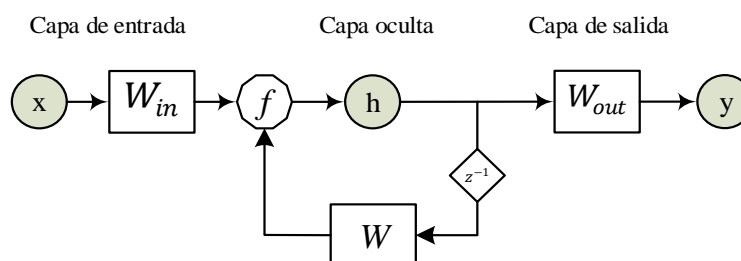 Capa de entrada Capa oculta Capa de salida
x W_in f h W_out y
z⁻¹
W